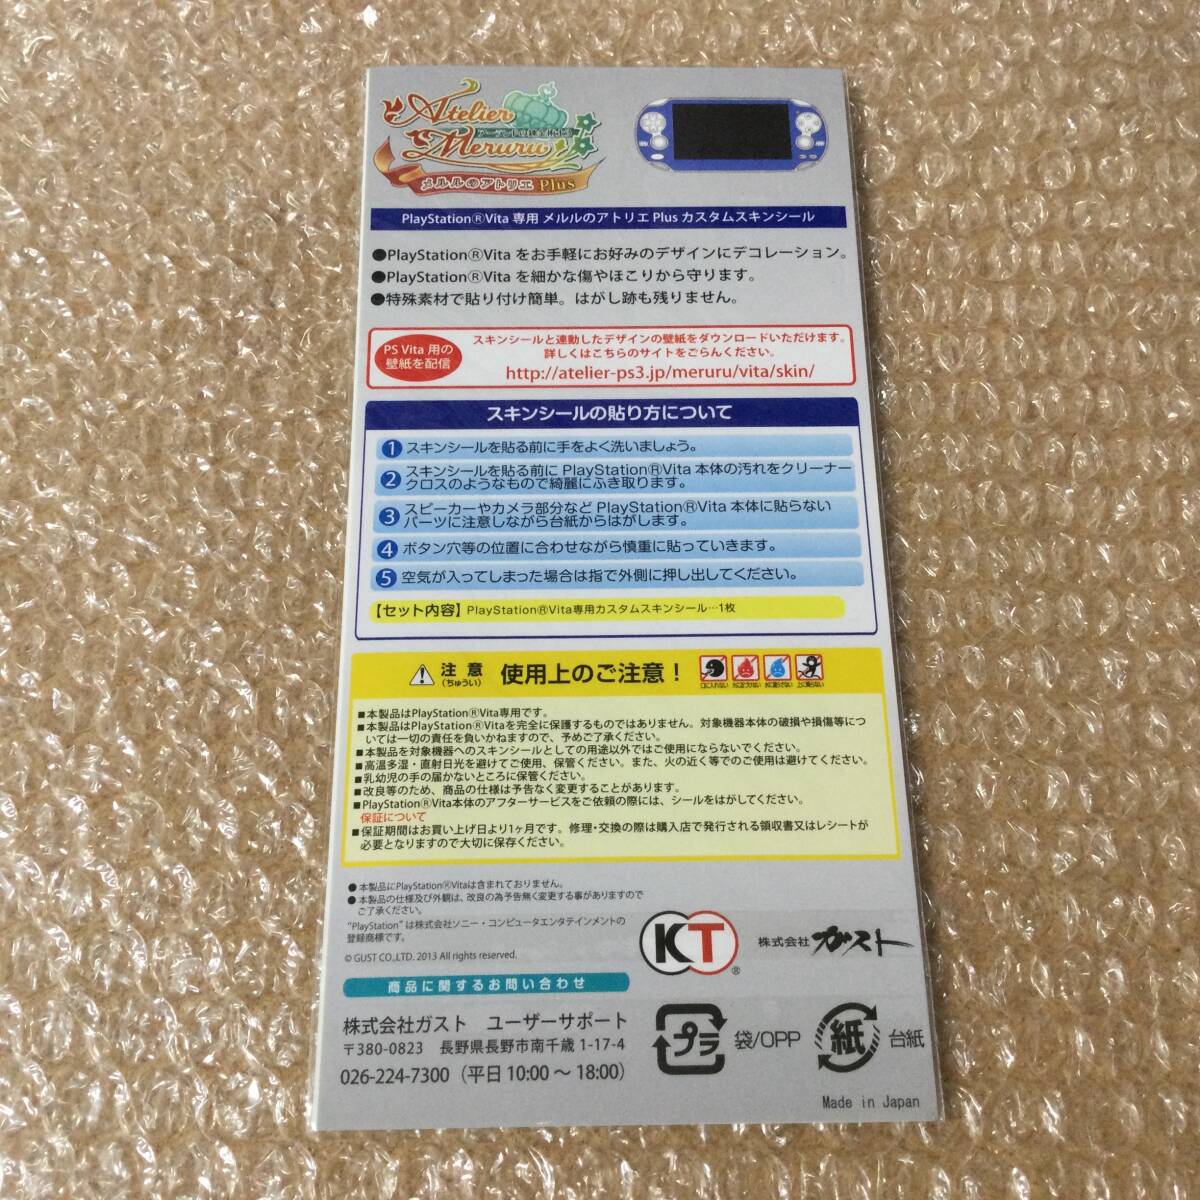 Atelier
アーランドの錬金術士3
Meruru
メルルのアトリエ Plus
PlayStation®Vita 専用 メルルのアトリエ Plus カスタムスキンシール
●PlayStation®Vita をお手軽にお好みのデザインにデコレーション。
●PlayStation®Vita を細かな傷やほこりから守ります。
●特殊素材で貼り付け簡単。はがし跡も残りません。
PS Vita 用の
壁紙を配信
スキンシールと連動したデザインの壁紙をダウンロードいただけます。
詳しくはこちらのサイトをごらんください。
http://atelier-ps3.jp/meruru/vita/skin/
スキンシールの貼り方について
1 スキンシールを貼る前に手をよく洗いましょう。
2 スキンシールを貼る前に PlayStation®Vita 本体の汚れをクリーナー
クロスのようなもので綺麗にふき取ります。
3 スピーカーやカメラ部分など PlayStation®Vita 本体に貼らない
パーツに注意しながら台紙からはがします。
4 ボタン穴等の位置に合わせながら慎重に貼っていきます。
5 空気が入ってしまった場合は指で外側に押し出してください。
【セット内容】PlayStation®Vita専用カスタムスキンシール…1枚
注意
(ちゅうい)
使用上のご注意！
■本製品はPlayStation®Vita専用です。
■本製品はPlayStation®Vitaを完全に保護するものではありません。対象機器本体の破損や損傷等につ
いては一切の責任を負いかねますので、予めご了承ください。
■本製品を対象機器へのスキンシールとしての用途以外ではご使用にならないでください。
■高温多湿・直射日光を避けてご使用、保管ください。また、火の近く等でのご使用は避けてください。
■乳幼児の手の届かないところに保管ください。
■改良等のため、商品の仕様は予告なく変更することがあります。
■PlayStation®Vita本体のアフターサービスをご依頼の際には、シールをはがしてください。
保証について
■保証期間はお買い上げ日より1ヶ月です。修理・交換の際は購入店で発行される領収書又はレシートが
必要となりますので大切に保存ください。
●本製品にPlayStation®Vitaは含まれておりません。
●本製品の仕様及び外観は、改良の為予告無く変更する事がありますので
ご了承ください。
"PlayStation" は株式会社ソニー・コンピュータエンタテインメントの
登録商標です。
© GUST CO.,LTD. 2013 All rights reserved.
KT®
株式会社 ガスト
商品に関するお問い合わせ
株式会社ガスト ユーザーサポート
〒380-0823 長野県長野市南千歳 1-17-4
026-224-7300（平日 10:00 ～ 18:00）
プラ 袋/OPP
紙 台紙
Made in Japan